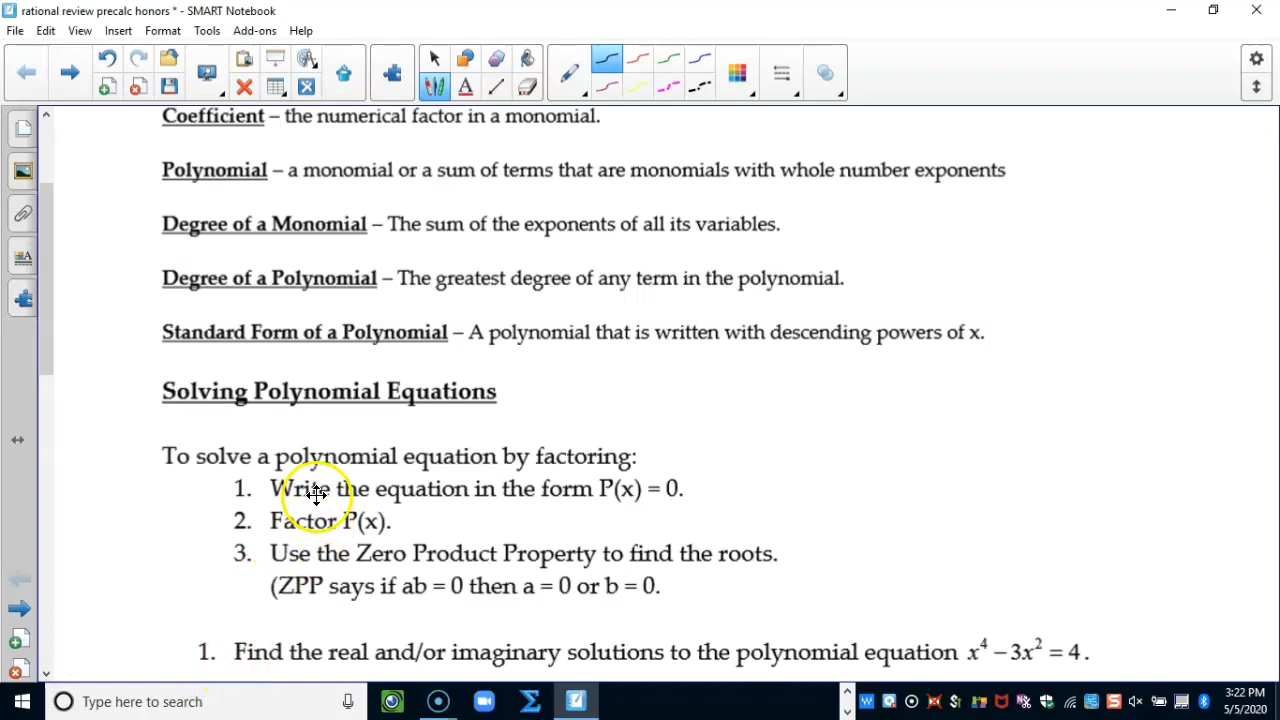 rational review precalc honors * - SMART Notebook
File Edit View Insert Format Tools Add-ons Help
Coefficient – the numerical factor in a monomial.
Polynomial – a monomial or a sum of terms that are monomials with whole number exponents
Degree of a Monomial – The sum of the exponents of all its variables.
Degree of a Polynomial – The greatest degree of any term in the polynomial.
Standard Form of a Polynomial – A polynomial that is written with descending powers of x.
Solving Polynomial Equations
To solve a polynomial equation by factoring:
1. Write the equation in the form P(x) = 0.
2. Factor P(x).
3. Use the Zero Product Property to find the roots.
(ZPP says if ab = 0 then a = 0 or b = 0.
1. Find the real and/or imaginary solutions to the polynomial equation x⁴ – 3x² = 4.
Type here to search
3:22 PM
5/5/2020